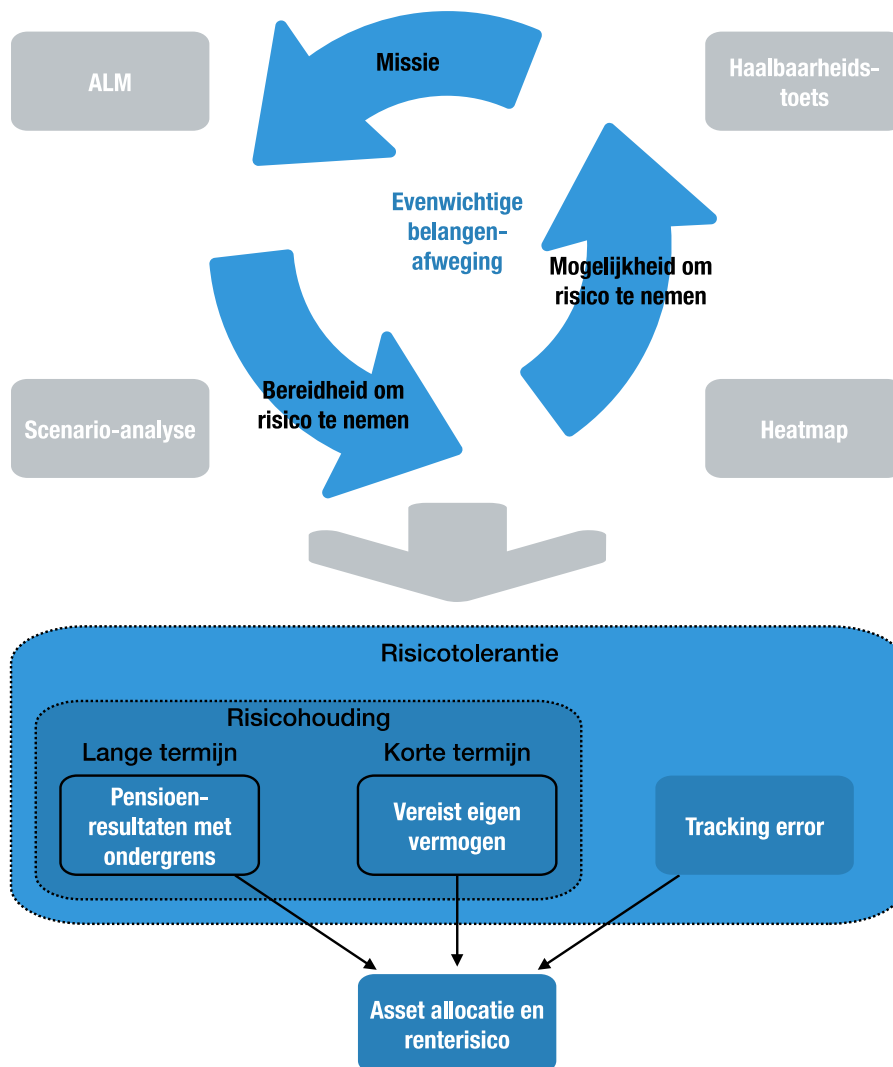 Missie
ALM
Haalbaarheids-
toets
Evenwichtige
belangen-
afweging
Mogelijkheid om
risico te nemen
Bereidheid om
risico te nemen
Scenario-analyse
Heatmap
Risicotolerantie
Risicohouding
Lange termijn
Korte termijn
Pensioen-
resultaten met
ondergrens
Vereist eigen
vermogen
Tracking error
Asset allocatie en
renterisico